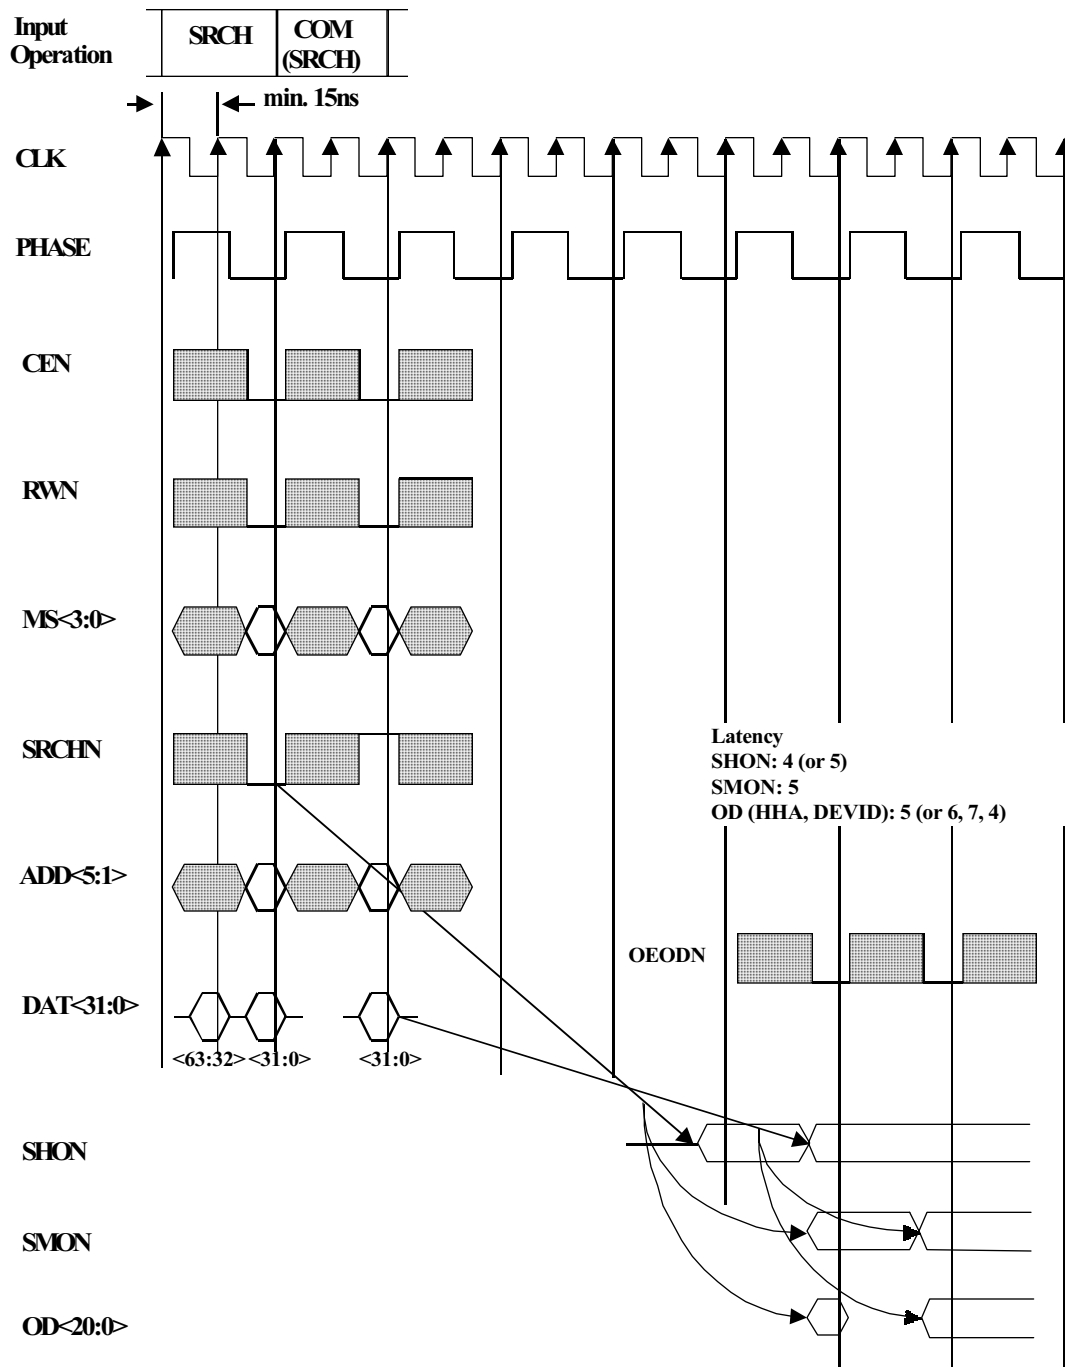 Input
Operation
SRCH
COM
(SRCH)
min. 15ns
CLK
PHASE
CEN
RWN
MS<3:0>
SRCHN
Latency
SHON: 4 (or 5)
SMON: 5
OD (HHA, DEVID): 5 (or 6, 7, 4)
ADD<5:1>
OEODN
DAT<31:0>
<63:32> <31:0> <31:0>
SHON
SMON
OD<20:0>